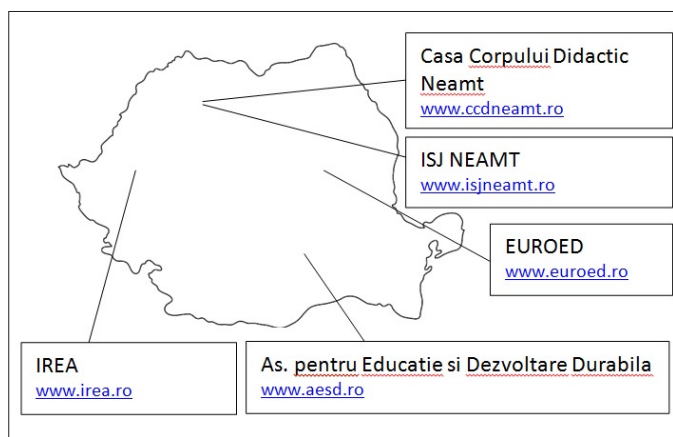 Casa Corpului Didactic
Neamt
www.ccdneamt.ro
ISJ NEAMT
www.isjneamt.ro
EUROED
www.euroed.ro
IREA
www.irea.ro
As. pentru Educatie si Dezvoltare Durabila
www.aesd.ro